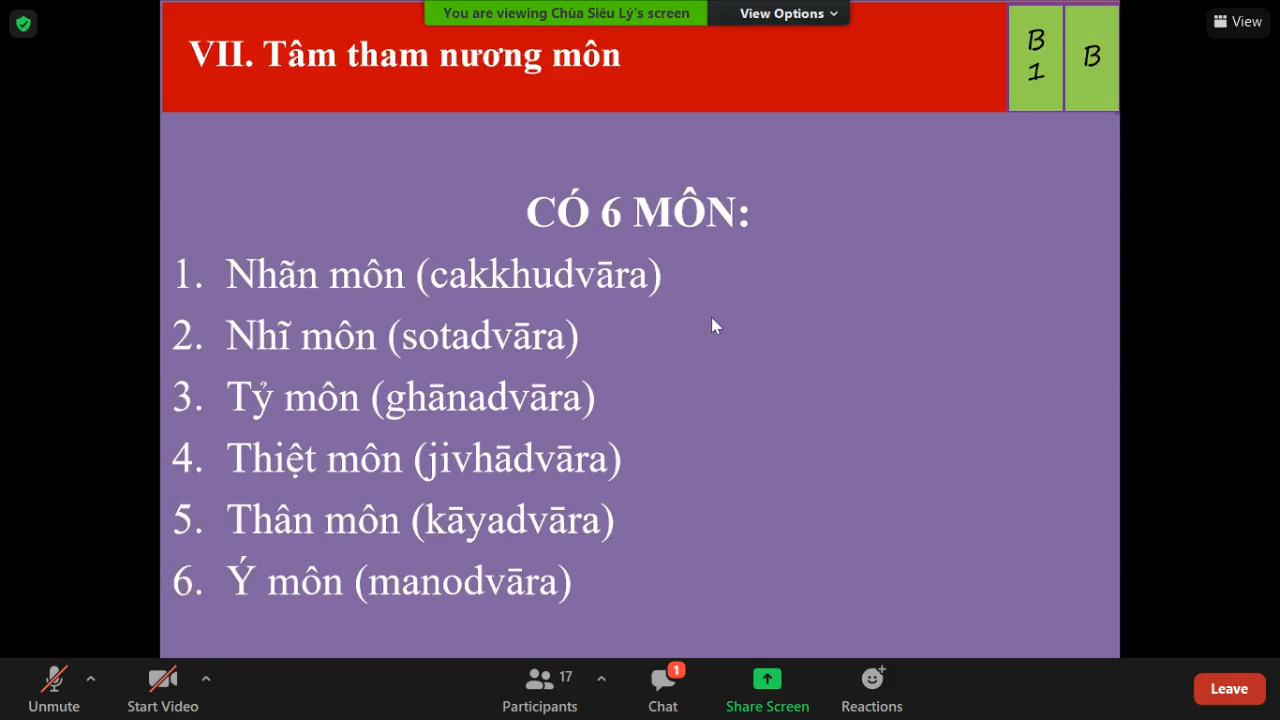 You are viewing Chùa Siêu Lý's screen
View Options
View
VII. Tâm tham nương môn
B
1
B
CÓ 6 MÔN:
1. Nhãn môn (cakkhudvāra)
2. Nhĩ môn (sotadvāra)
3. Tỷ môn (ghānadvāra)
4. Thiệt môn (jivhādvāra)
5. Thân môn (kāyadvāra)
6. Ý môn (manodvāra)
17
1
Unmute
Start Video
Participants
Chat
Share Screen
Reactions
Leave